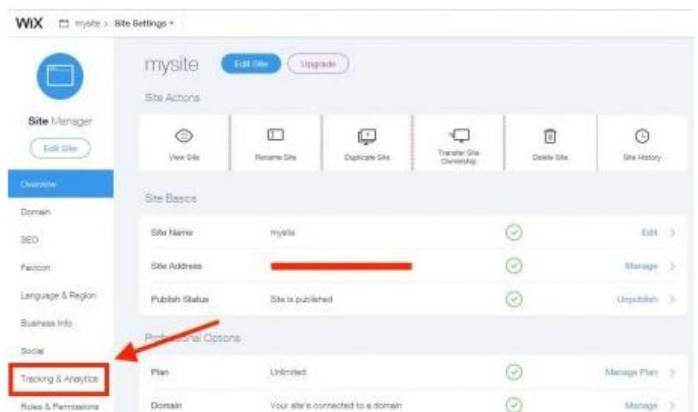 WiX mysite > Site Settings
mysite Edit Site Upgrade
Site Actions
Site Manager
Edit Site
View Site Rename Site Duplicate Site Transfer Site Ownership Delete Site Site History
Overview
Site Basics
Domain
Site Name mysite Edit
SEO
Favicon
Site Address Manage
Language & Region
Publish Status Site is published Unpublish
Business Info
Professional Options
Social
Plan Unlimited Manage Plan
Tracking & Analytics
Roles & Permissions
Domain Your site's connected to a domain Manage